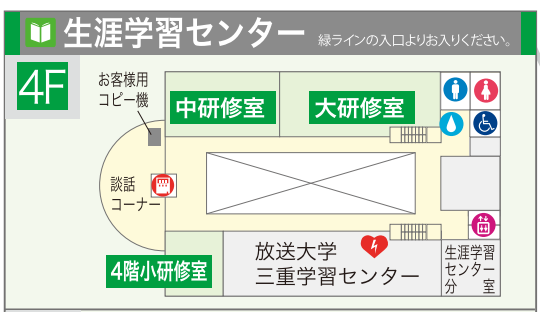 生涯学習センター
緑ラインの入口よりお入りください。
4F
お客様用
コピー機
中研修室
大研修室
談話
コーナー
放送大学
三重学習センター
4階小研修室
生涯学習
センター
分室